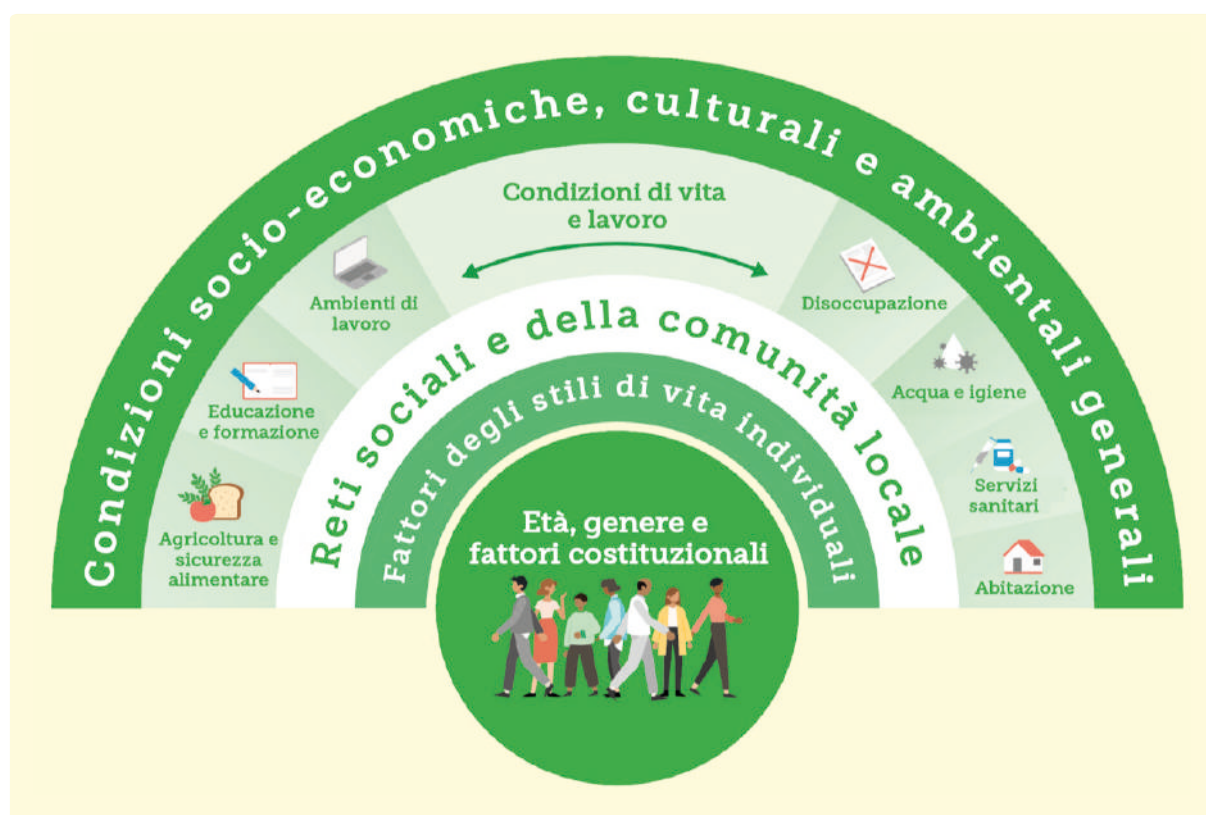 Condizioni socio-economiche, culturali e ambientali generali
Condizioni di vita
e lavoro
Ambienti di
lavoro
Disoccupazione
Educazione
e formazione
Acqua e igiene
Agricoltura e
sicurezza
alimentare
Servizi
sanitari
Abitazione
Reti sociali e della comunità locale
Fattori degli stili di vita individuali
Età, genere e
fattori costituzionali